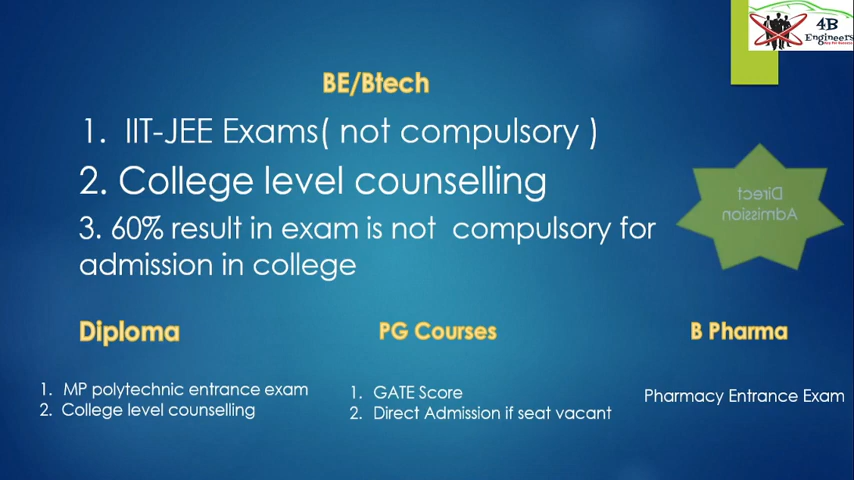 4B
Engineers
BE/Btech
1. IIT-JEE Exams( not compulsory )
2. College level counselling
3. 60% result in exam is not compulsory for
admission in college
Direct
Admission
Diploma
PG Courses
B Pharma
1. MP polytechnic entrance exam
2. College level counselling
1. GATE Score
2. Direct Admission if seat vacant
Pharmacy Entrance Exam